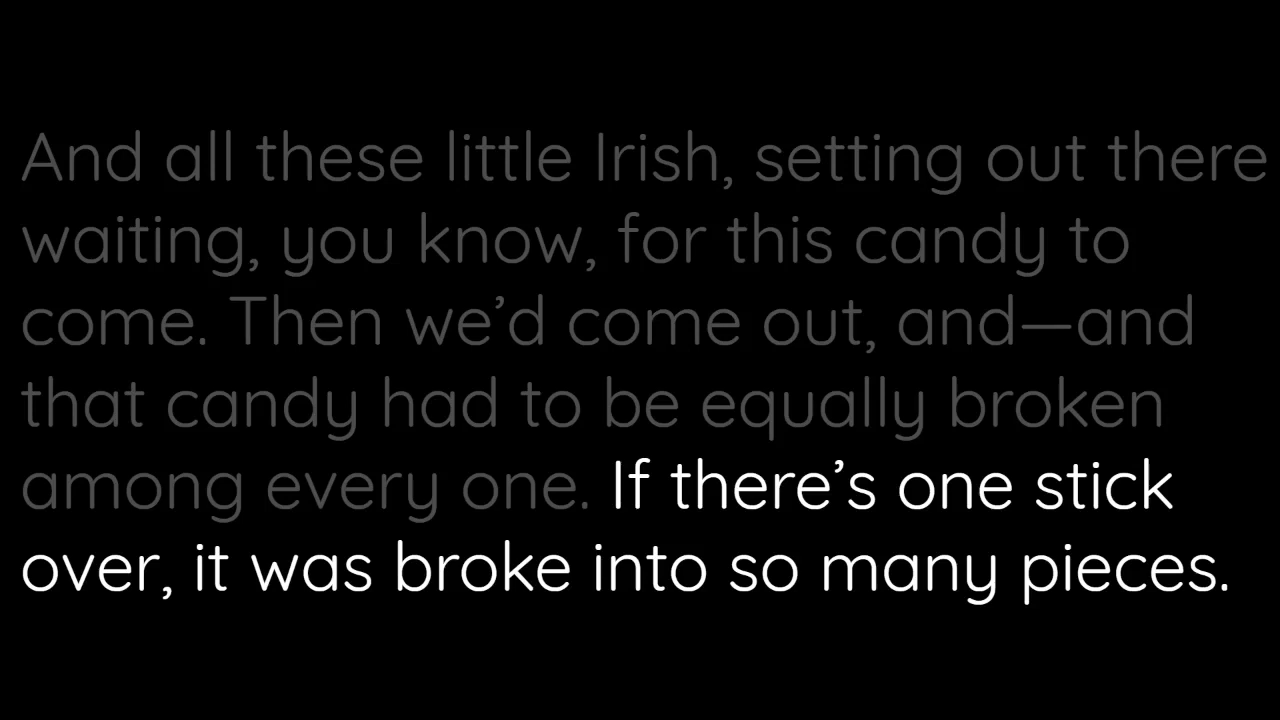 And all these little Irish, setting out there
waiting, you know, for this candy to
come. Then we’d come out, and—and
that candy had to be equally broken
among every one. If there’s one stick
over, it was broke into so many pieces.